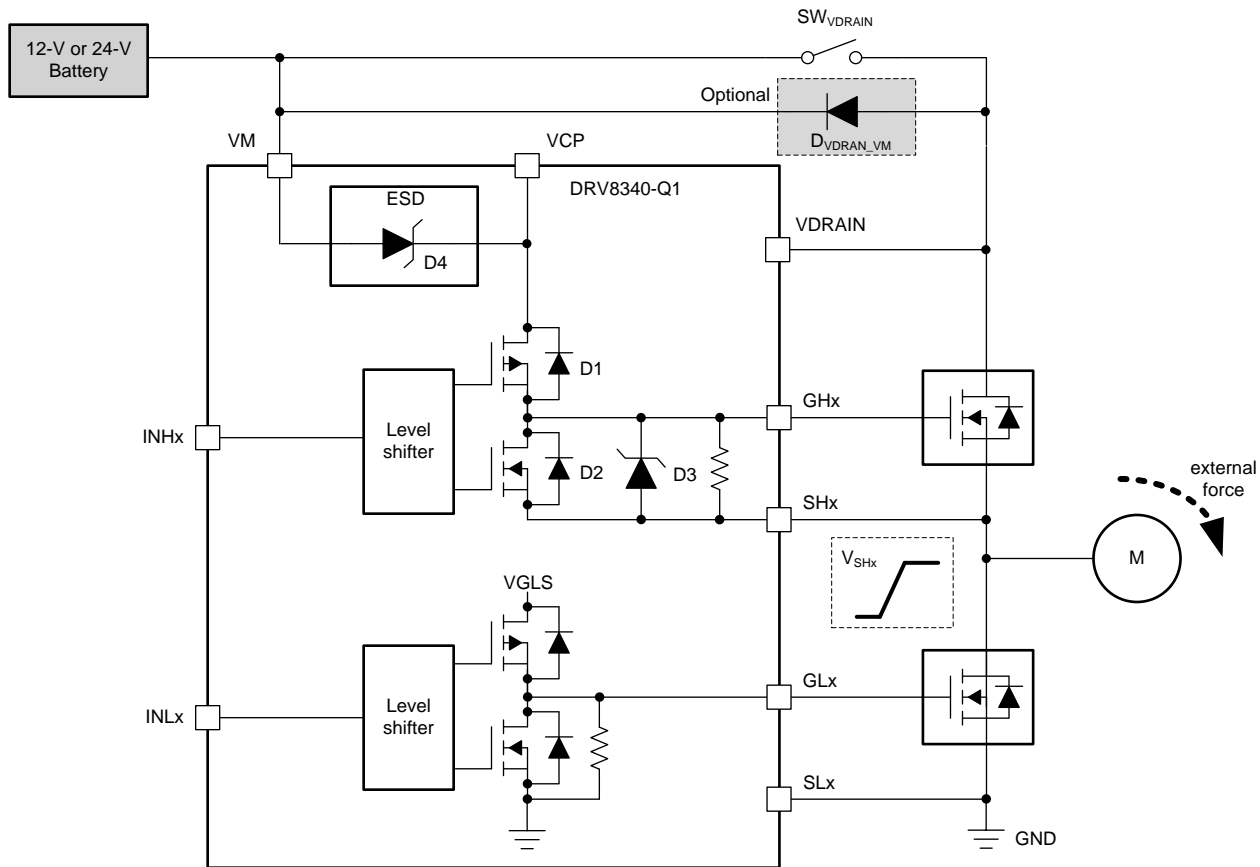 SWVDRAIN
12-V or 24-V
Battery
Optional
DVDRAN_VM
VM
VCP
DRV8340-Q1
ESD
D4
VDRAIN
D1
Level
shifter
INHx
D2
D3
GHx
SHx
external
force
M
VSHx
VGLS
Level
shifter
INLx
GLx
SLx
GND